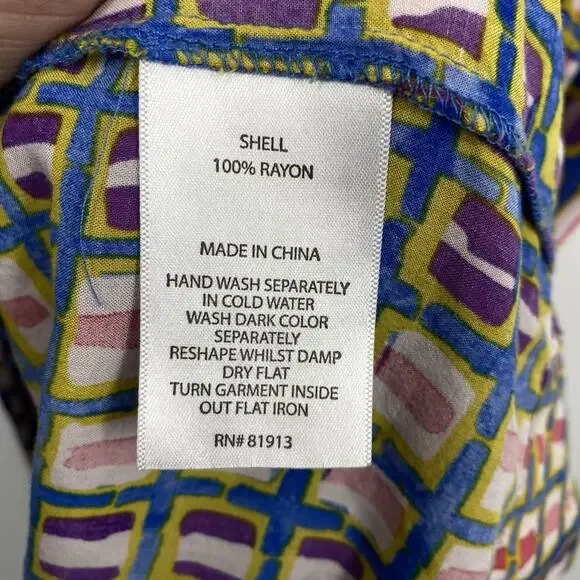 SHELL
100% RAYON
MADE IN CHINA
HAND WASH SEPARATELY
IN COLD WATER
WASH DARK COLOR
SEPARATELY
RESHAPE WHILST DAMP
DRY FLAT
TURN GARMENT INSIDE
OUT FLAT IRON
RN# 81913